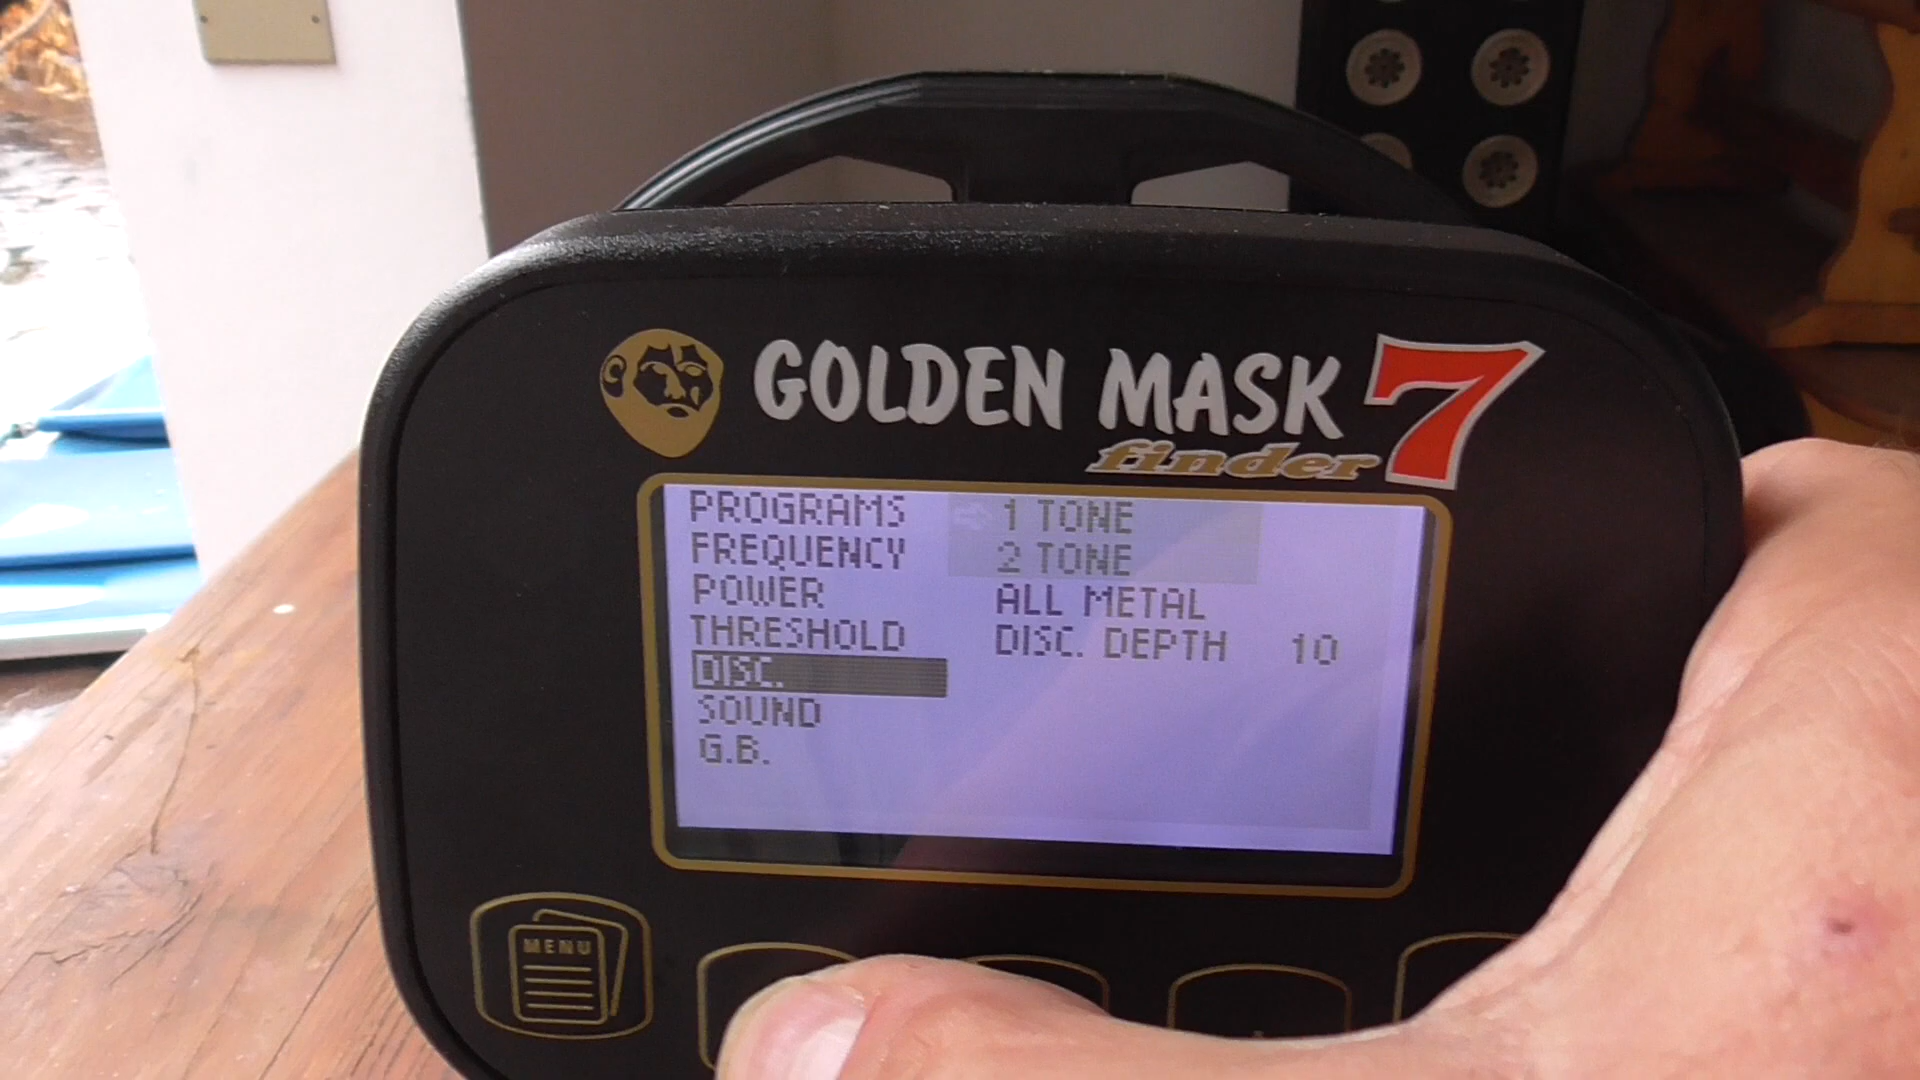 GOLDEN MASK 7
finder
PROGRAMS
FREQUENCY
POWER
THRESHOLD
DISC.
SOUND
G.B.
1 TONE
2 TONE
ALL METAL
DISC. DEPTH 10
MENU